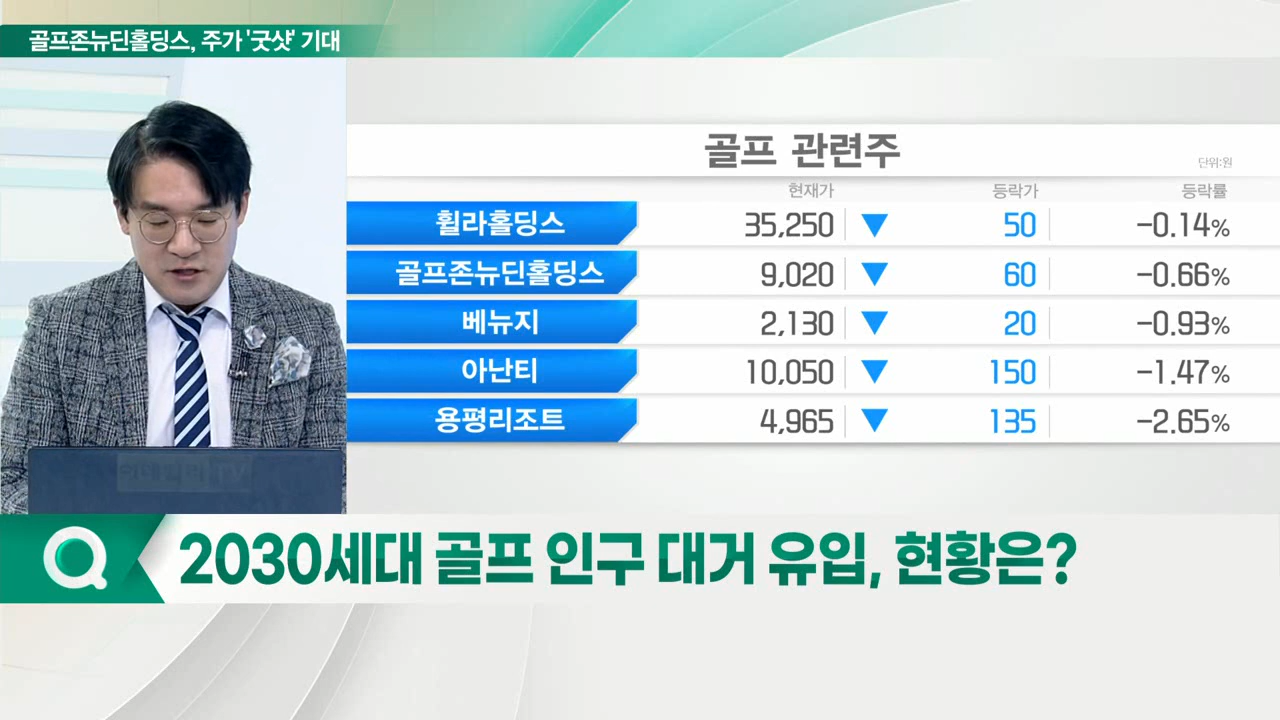 골프존뉴딘홀딩스, 주가 '굿샷' 기대
골프 관련주
단위:원
현재가 등락가 등락률
휠라홀딩스 35,250 ▼ 50 -0.14%
골프존뉴딘홀딩스 9,020 ▼ 60 -0.66%
베뉴지 2,130 ▼ 20 -0.93%
아난티 10,050 ▼ 150 -1.47%
용평리조트 4,965 ▼ 135 -2.65%
2030세대 골프 인구 대거 유입, 현황은?